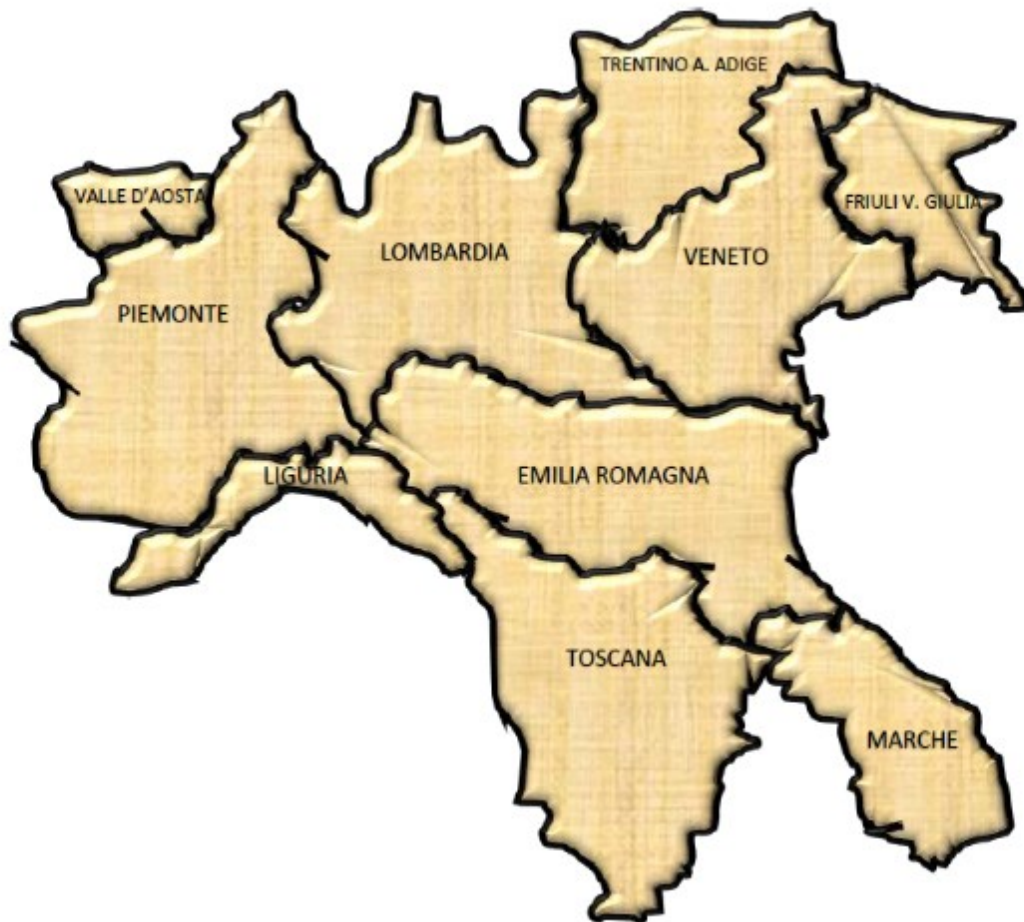 TRENTINO A. ADIGE
VALLE D'AOSTA
FRIULI V. GIULIA
LOMBARDIA
VENETO
PIEMONTE
LIGURIA
EMILIA ROMAGNA
TOSCANA
MARCHE